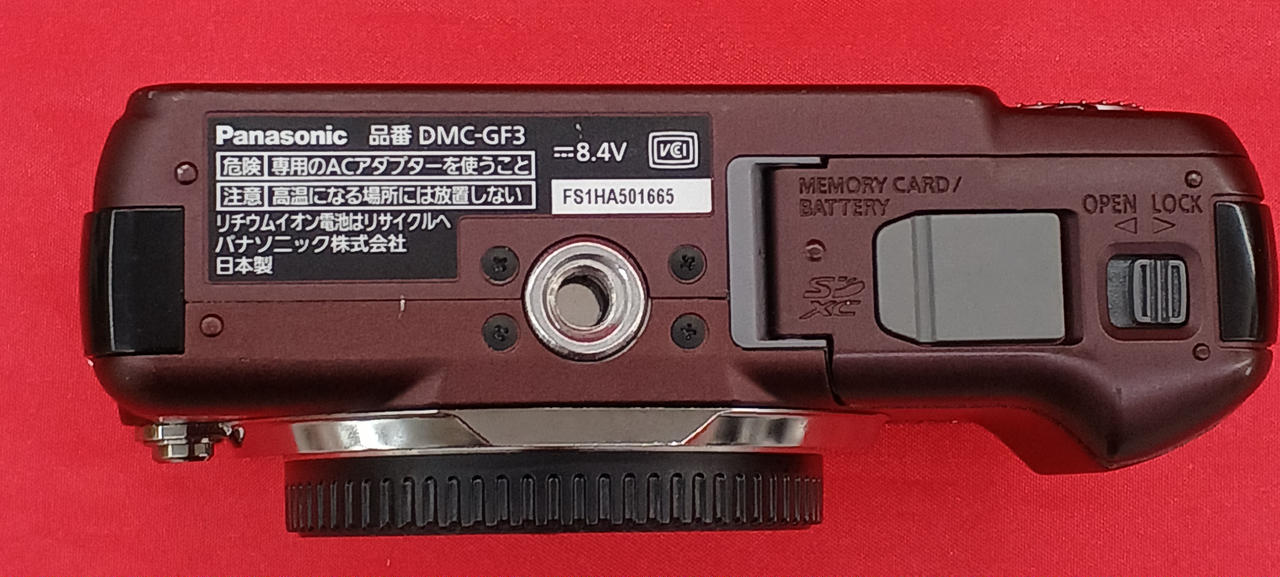 Panasonic 品番 DMC-GF3
⎓8.4V VCI
危険 専用のACアダプターを使うこと
注意 高温になる場所には放置しない
FS1HA501665
リチウムイオン電池はリサイクルへ
パナソニック株式会社
日本製
MEMORY CARD/
BATTERY
OPEN LOCK
◁ ▷
SD
XC